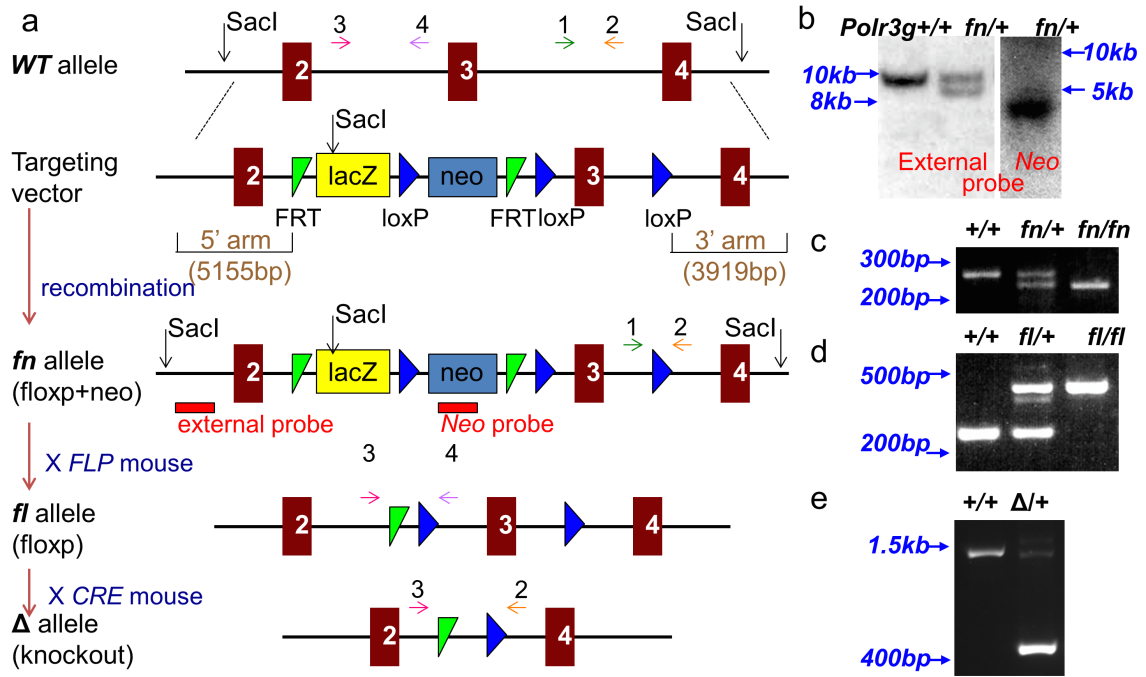 a
SacI
3
4
1
2
SacI
WT allele
2
3
4
SacI
Targeting
vector
2
lacZ
neo
3
4
FRT
loxP
FRT
loxP
loxP
5' arm
(5155bp)
3' arm
(3919bp)
recombination
SacI
SacI
1
2
SacI
fn allele
(floxp+neo)
2
lacZ
neo
3
4
external probe
Neo probe
X FLP mouse
3
4
fl allele
(floxp)
2
3
4
X CRE mouse
3
2
Δ allele
(knockout)
2
4
b
Polr3g+/+ fn/+ fn/+
10kb
8kb
10kb
5kb
External
probe
Neo
c
+/+ fn/+ fn/fn
300bp
200bp
d
+/+ fl/+ fl/fl
500bp
200bp
e
+/+ Δ/+
1.5kb
400bp